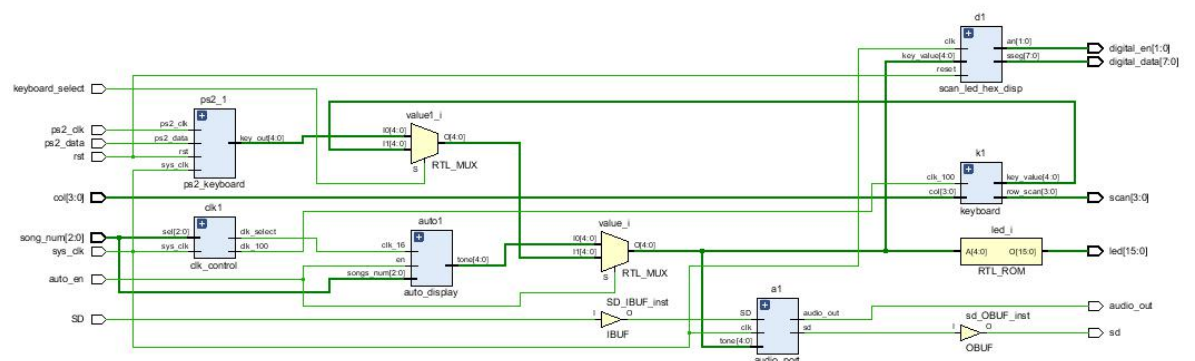 d1
clk
key_value[4:0]
reset
an[1:0]
sseg[7:0]
scan_led_hex_disp
digital_en[1:0]
digital_data[7:0]
keyboard_select
ps2_1
ps2_clk
ps2_data
rst
sys_clk
key_out[4:0]
ps2_keyboard
ps2_clk
ps2_data
rst
value1_i
I0[4:0]
I1[4:0]
O[4:0]
S
RTL_MUX
k1
clk_100
col[3:0]
key_value[4:0]
row_scan[3:0]
keyboard
col[3:0]
scan[3:0]
clk1
sel[2:0]
sys_clk
clk_select
clk_100
clk_control
song_num[2:0]
sys_clk
auto_en
auto1
clk_16
en
songs_num[2:0]
tone[4:0]
auto_display
value_i
I0[4:0]
I1[4:0]
O[4:0]
S
RTL_MUX
led_i
A[4:0]
O[15:0]
RTL_ROM
led[15:0]
SD
SD_IBUF_inst
I
O
IBUF
a1
SD
clk
tone[4:0]
audio_out
sd
audio_port
sd_OBUF_inst
I
O
OBUF
audio_out
sd